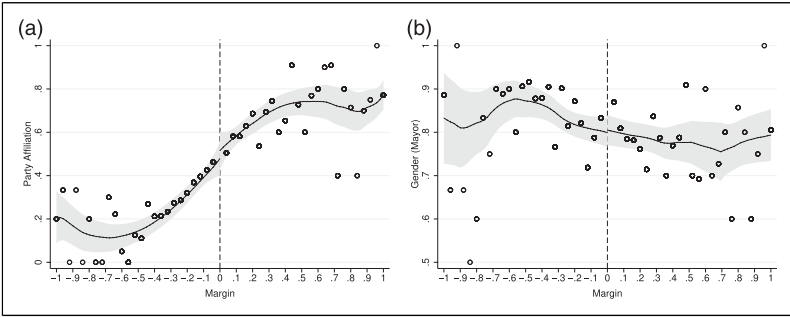 (a)
1
.8
.6
.4
.2
0
Party Affiliation
−1 −.9 −.8 −.7 −.6 −.5 −.4 −.3 −.2 −.1 0 .1 .2 .3 .4 .5 .6 .7 .8 .9 1
Margin
(b)
1
.9
.8
.7
.6
.5
Gender (Mayor)
−1 −.9 −.8 −.7 −.6 −.5 −.4 −.3 −.2 −.1 0 0.1 .2 .3 .4 .5 .6 .7 .8 .9 1
Margin